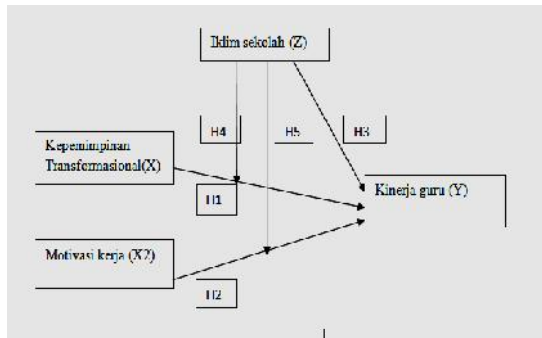 Iklim sekolah (Z)
H4
H5
H3
Kepemimpinan
Transformasional(X)
Kinerja guru (Y)
H1
Motivasi kerja (X2)
H2